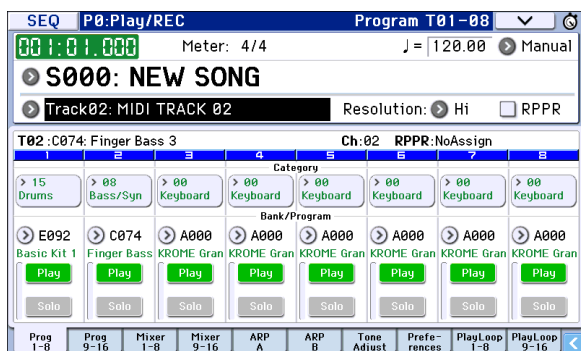 SEQ P0:Play/REC Program T01-08
001:01.000 Meter: 4/4 ♩= 120.00 Manual
S000: NEW SONG
Track02: MIDI TRACK 02 Resolution: Hi RPPR
T02 :C074: Finger Bass 3 Ch:02 RPPR:NoAssign
1 2 3 4 5 6 7 8
Category
> 15 > 08 > 00 > 00 > 00 > 00 > 00 > 00
Drums Bass/Syn Keyboard Keyboard Keyboard Keyboard Keyboard Keyboard
Bank/Program
E092 C074 A000 A000 A000 A000 A000 A000
Basic Kit 1 Finger Bass KROME Gran KROME Gran KROME Gran KROME Gran KROME Gran KROME Gran
Play Play Play Play Play Play Play Play
Solo Solo Solo Solo Solo Solo Solo Solo
Prog 1-8 Prog 9-16 Mixer 1-8 Mixer 9-16 ARP A ARP B Tone Adjust Prefe-rences PlayLoop 1-8 PlayLoop 9-16